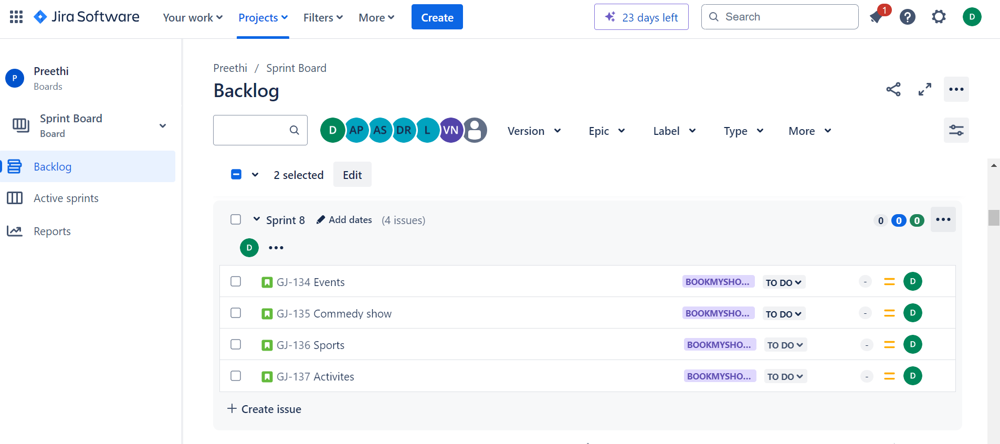 Jira Software Your work Projects Filters More Create 23 days left Search 1 D
P Preethi
Boards
Sprint Board
Board
Backlog
Active sprints
Reports
Preethi / Sprint Board
Backlog
D AP AS DR L VN Version Epic Label Type More
2 selected Edit
Sprint 8 Add dates (4 issues) 0 0 0
D
GJ-134 Events BOOKMYSHO... TO DO - D
GJ-135 Commedy show BOOKMYSHO... TO DO - D
GJ-136 Sports BOOKMYSHO... TO DO - D
GJ-137 Activites BOOKMYSHO... TO DO - D
+ Create issue